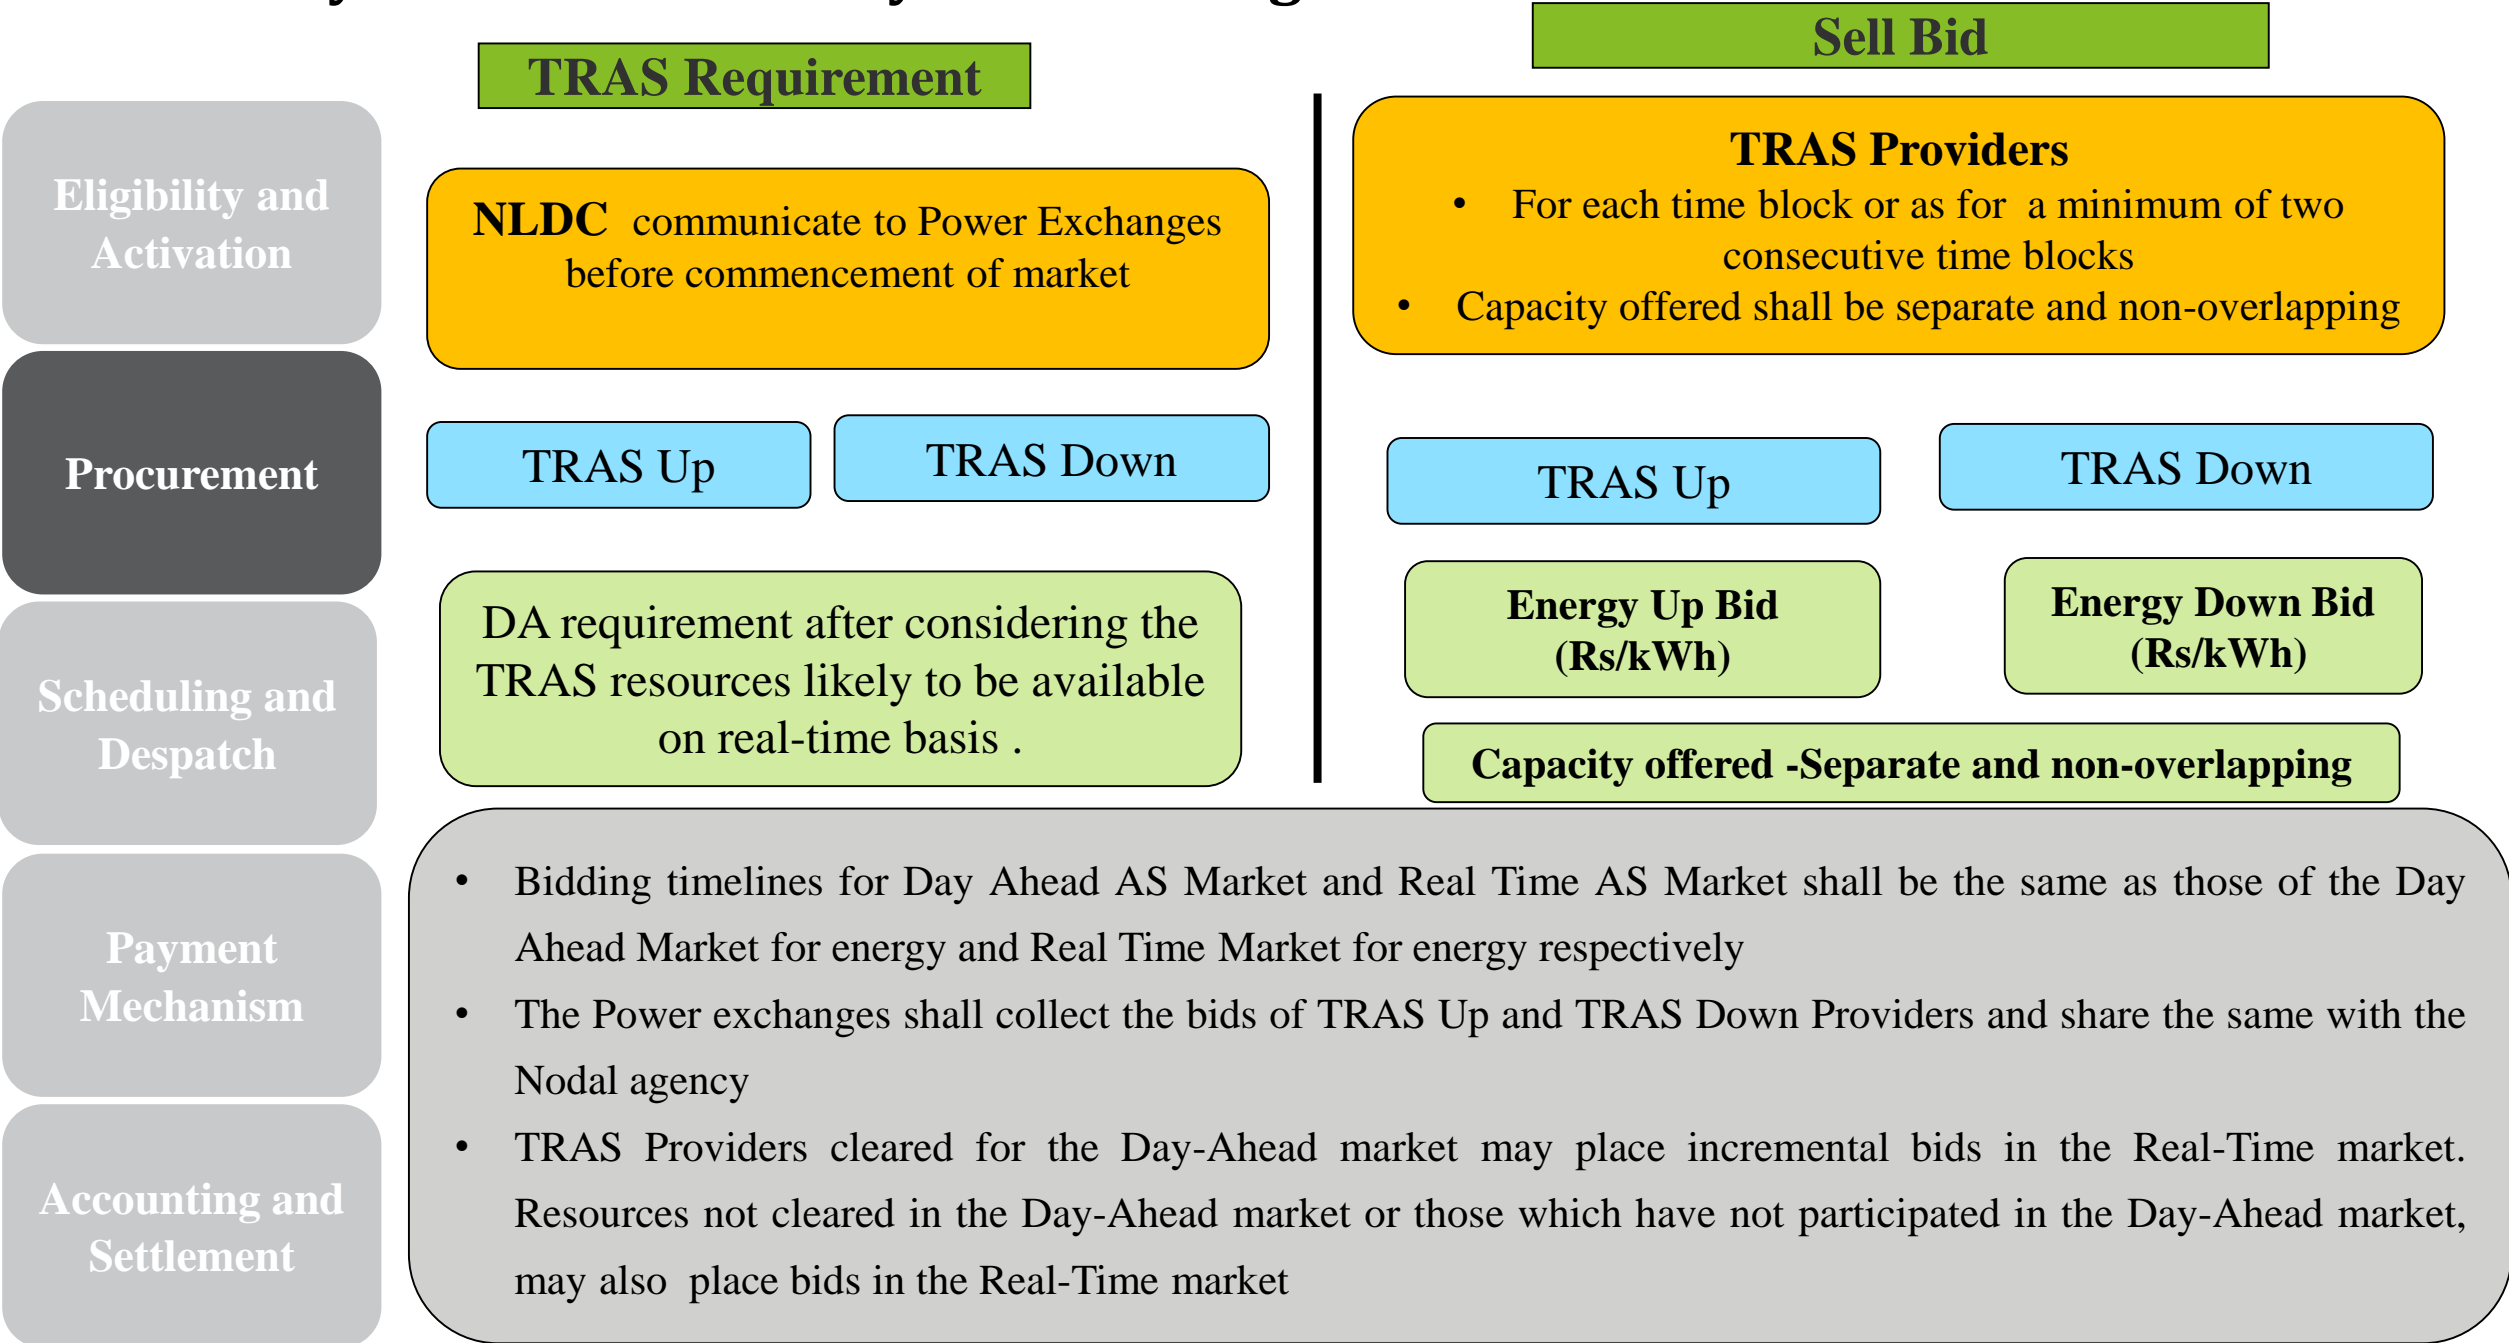 TRAS Requirement
Sell Bid
Eligibility and
Activation
Procurement
Scheduling and
Despatch
Payment
Mechanism
Accounting and
Settlement
NLDC communicate to Power Exchanges
before commencement of market
TRAS Up
TRAS Down
DA requirement after considering the
TRAS resources likely to be available
on real-time basis .
TRAS Providers
• For each time block or as for a minimum of two
consecutive time blocks
• Capacity offered shall be separate and non-overlapping
TRAS Up
TRAS Down
Energy Up Bid
(Rs/kWh)
Energy Down Bid
(Rs/kWh)
Capacity offered -Separate and non-overlapping
• Bidding timelines for Day Ahead AS Market and Real Time AS Market shall be the same as those of the Day
Ahead Market for energy and Real Time Market for energy respectively
• The Power exchanges shall collect the bids of TRAS Up and TRAS Down Providers and share the same with the
Nodal agency
• TRAS Providers cleared for the Day-Ahead market may place incremental bids in the Real-Time market.
Resources not cleared in the Day-Ahead market or those which have not participated in the Day-Ahead market,
may also place bids in the Real-Time market